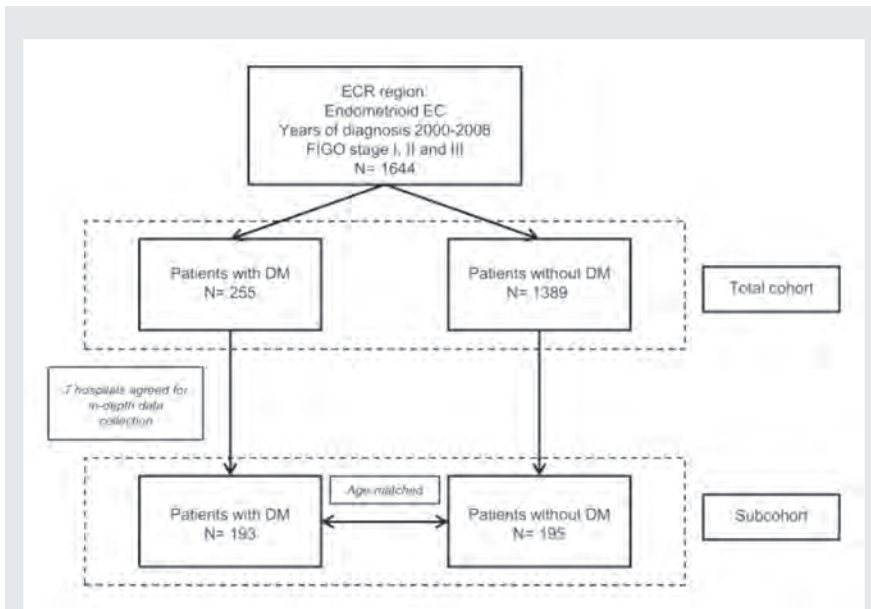 ECR region
Endometrioid EC
Years of diagnosis 2000-2008
FIGO stage I, II and III
N= 1644
Patients with DM
N= 255
Patients without DM
N= 1389
Total cohort
7 hospitals agreed for
in-depth data
collection
Age-matched
Patients with DM
N= 193
Patients without DM
N= 195
Subcohort